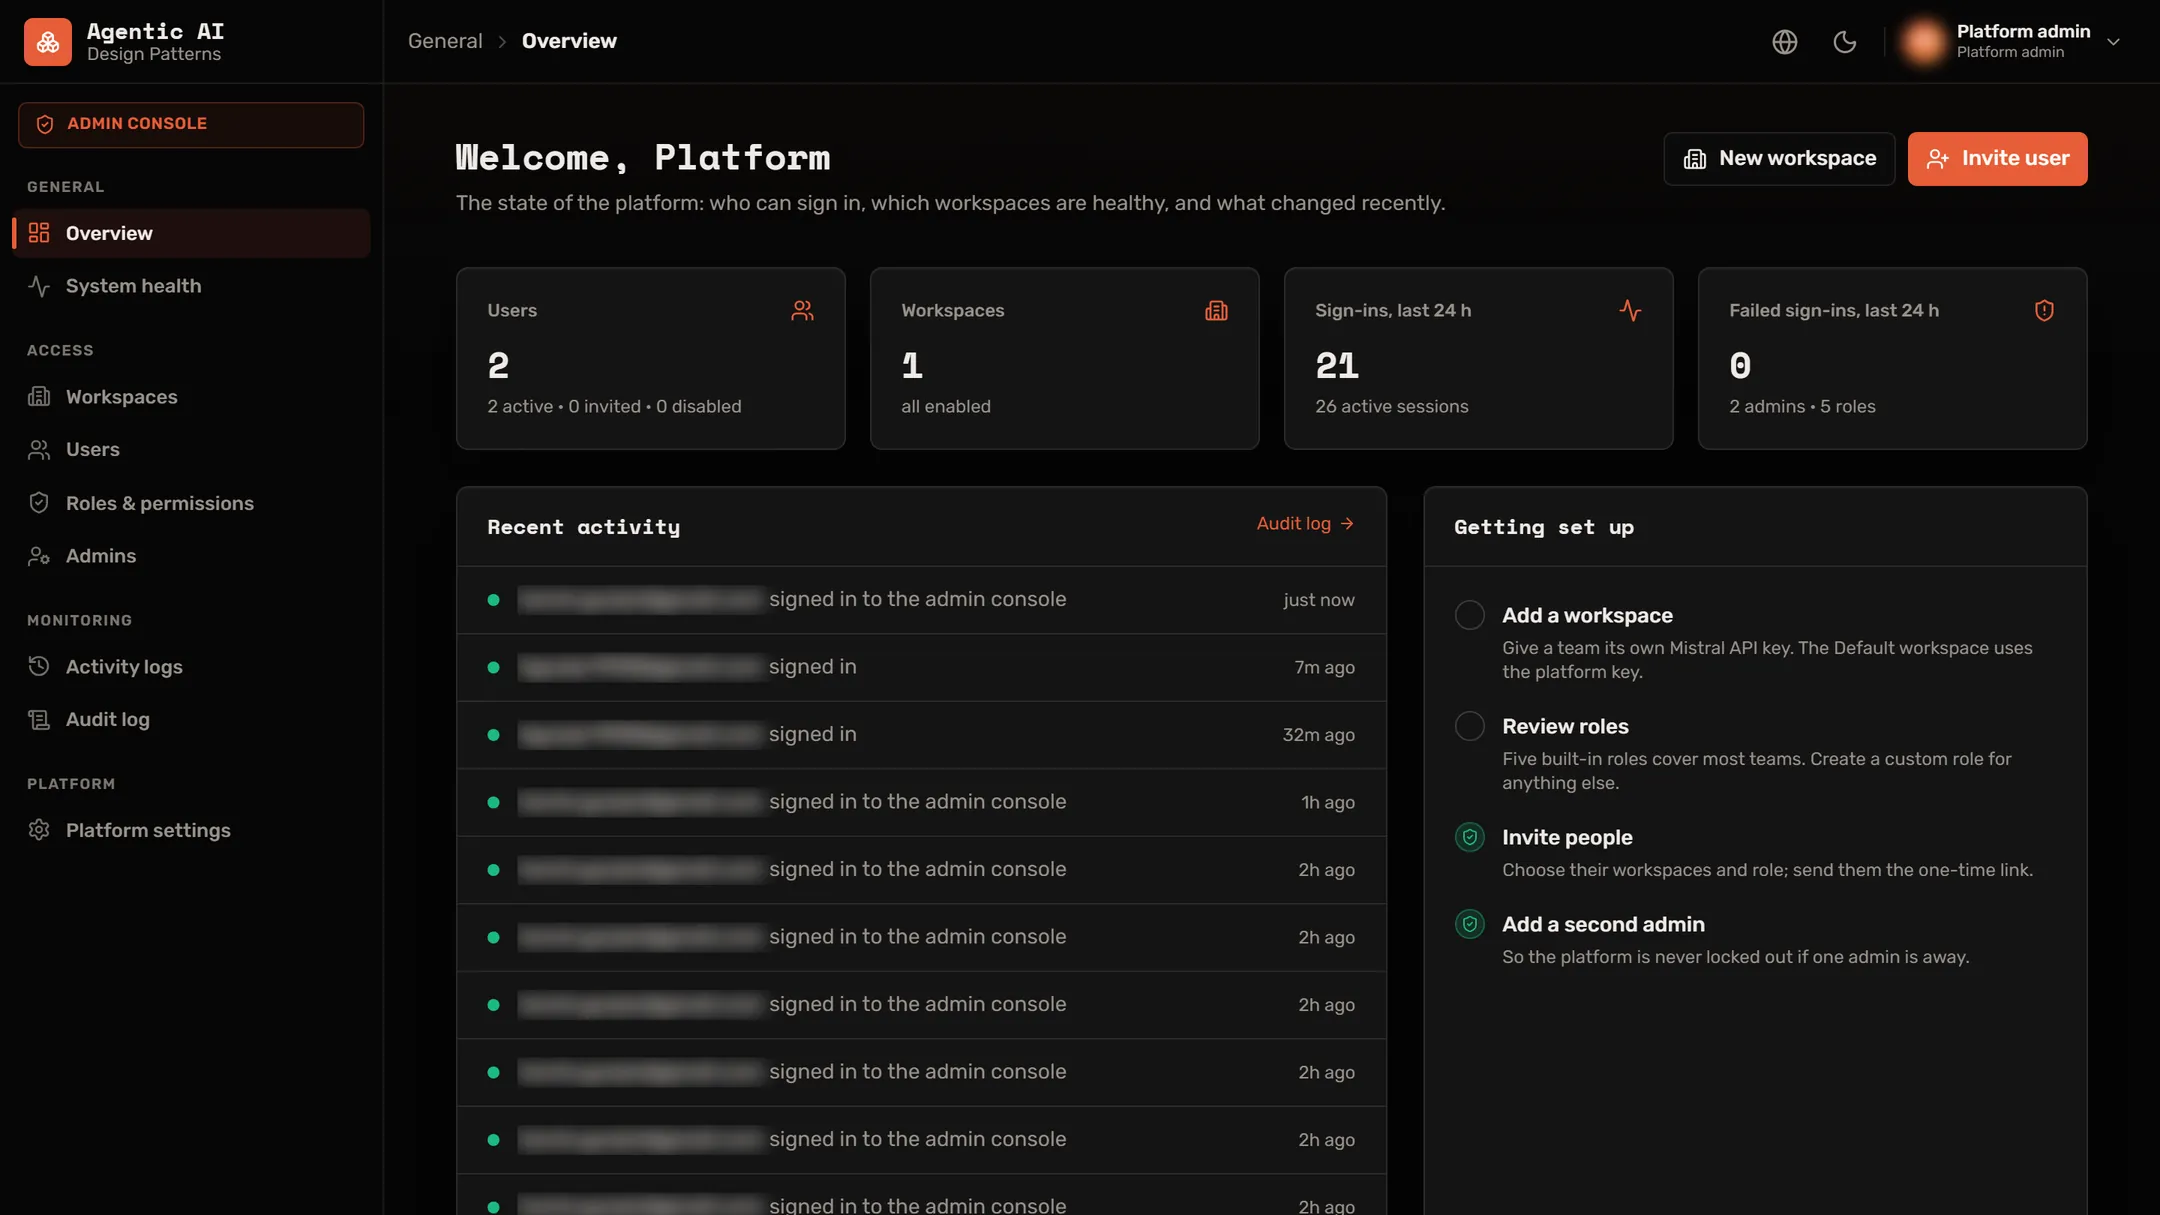 Agentic AI
Design Patterns
General > Overview
Platform admin
Platform admin
ADMIN CONSOLE
GENERAL
Overview
System health
ACCESS
Workspaces
Users
Roles & permissions
Admins
MONITORING
Activity logs
Audit log
PLATFORM
Platform settings
Welcome, Platform
The state of the platform: who can sign in, which workspaces are healthy, and what changed recently.
New workspace
Invite user
Users
2
2 active • 0 invited • 0 disabled
Workspaces
1
all enabled
Sign-ins, last 24 h
21
26 active sessions
Failed sign-ins, last 24 h
0
2 admins • 5 roles
Recent activity
Audit log →
signed in to the admin console just now
signed in 7m ago
signed in 32m ago
signed in to the admin console 1h ago
signed in to the admin console 2h ago
signed in to the admin console 2h ago
signed in to the admin console 2h ago
signed in to the admin console 2h ago
signed in to the admin console 2h ago
signed in to the admin console 2h ago
Getting set up
Add a workspace
Give a team its own Mistral API key. The Default workspace uses
the platform key.
Review roles
Five built-in roles cover most teams. Create a custom role for
anything else.
Invite people
Choose their workspaces and role; send them the one-time link.
Add a second admin
So the platform is never locked out if one admin is away.